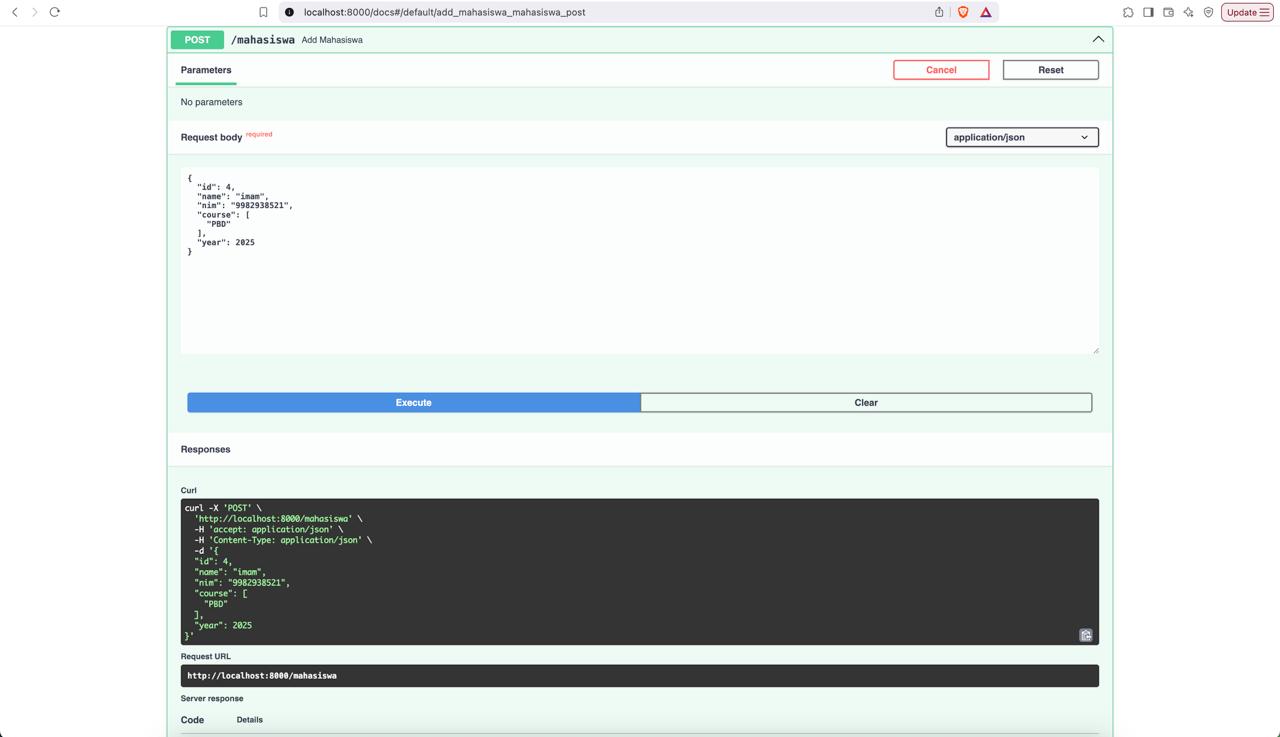 localhost:8000/docs#/default/add_mahasiswa_mahasiswa_post
Update
POST /mahasiswa Add Mahasiswa
Parameters
Cancel
Reset
No parameters
Request body required
application/json
{
  "id": 4,
  "name": "imam",
  "nim": "9982938521",
  "course": [
    "PBD"
  ],
  "year": 2025
}
Execute
Clear
Responses
Curl
curl -X 'POST' \
  'http://localhost:8000/mahasiswa' \
  -H 'accept: application/json' \
  -H 'Content-Type: application/json' \
  -d '{
  "id": 4,
  "name": "imam",
  "nim": "9982938521",
  "course": [
    "PBD"
  ],
  "year": 2025
}'
Request URL
http://localhost:8000/mahasiswa
Server response
Code Details